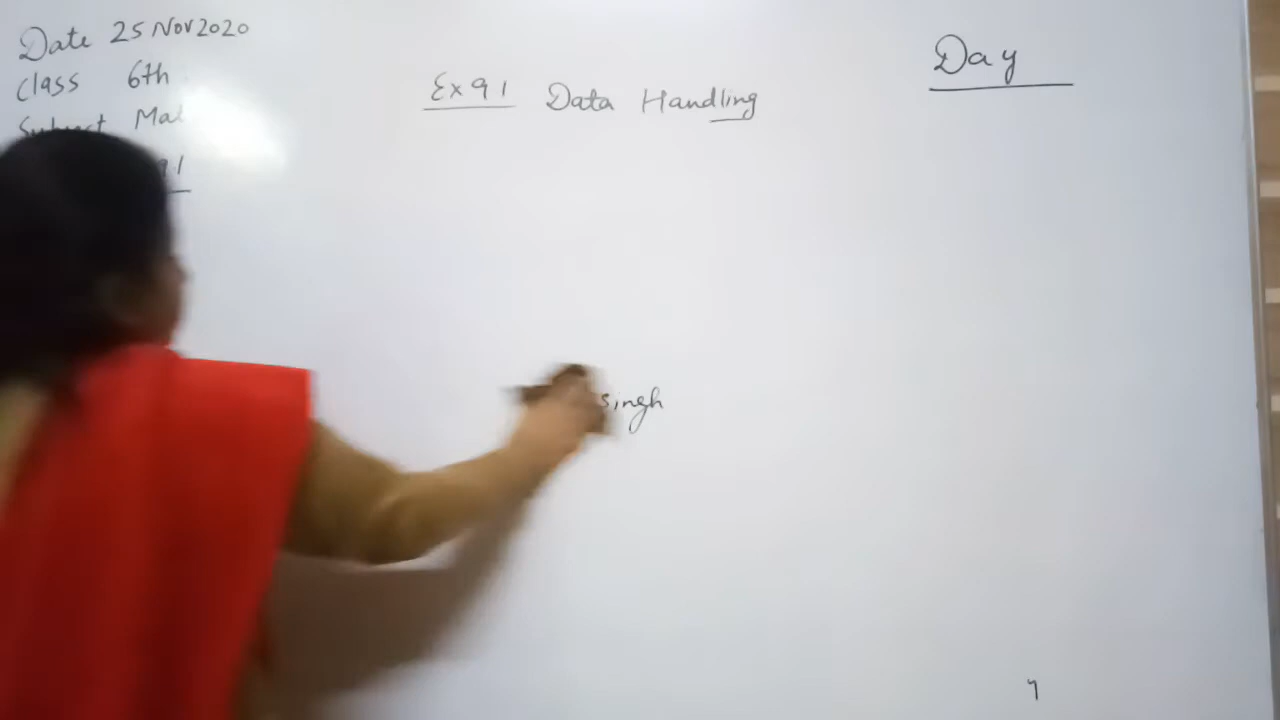 Date 25 Nov 2020
Class 6th
Ex 9 1 Data Handling
Day
singh